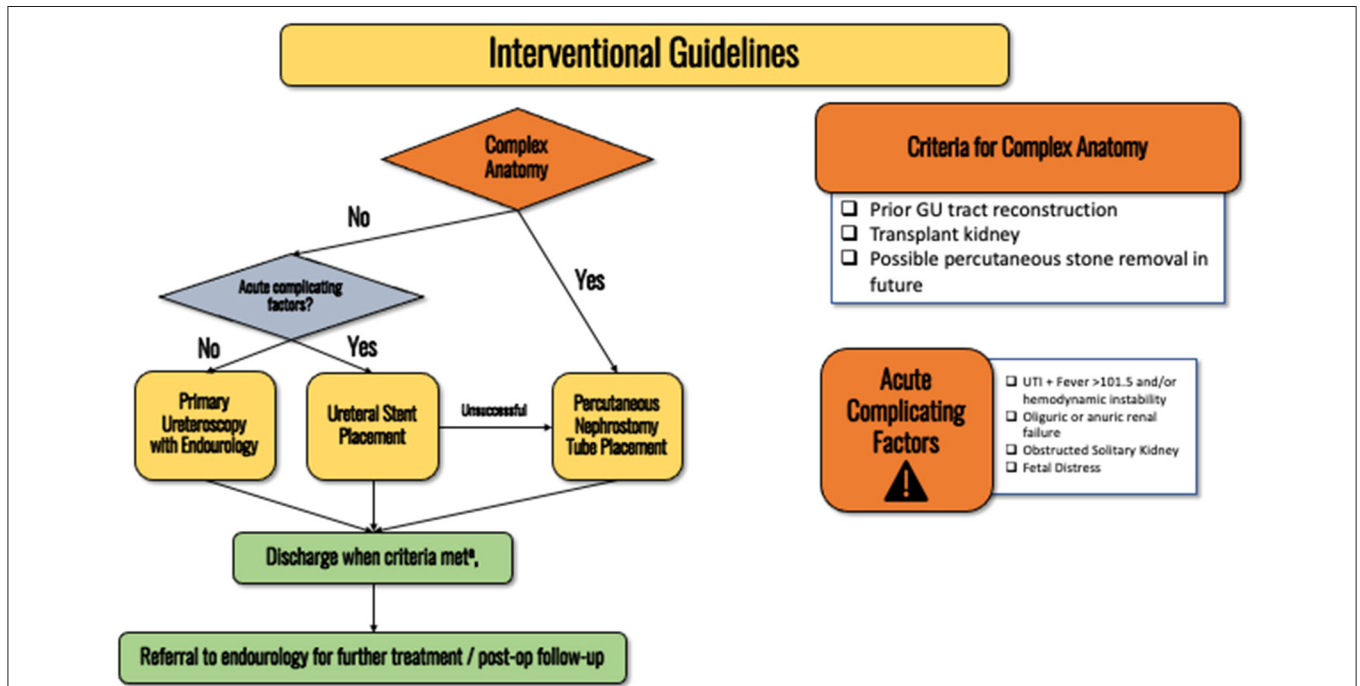 Interventional Guidelines
Complex
Anatomy
No
Yes
Acute complicating
factors?
No
Yes
Primary
Ureteroscopy
with Endourology
Ureteral Stent
Placement
Unsuccessful
Percutaneous
Nephrostomy
Tube Placement
Discharge when criteria metª,
Referral to endourology for further treatment / post-op follow-up
Criteria for Complex Anatomy
❑ Prior GU tract reconstruction
❑ Transplant kidney
❑ Possible percutaneous stone removal in
future
Acute
Complicating
Factors
❑ UTI + Fever >101.5 and/or
hemodynamic instability
❑ Oliguric or anuric renal
failure
❑ Obstructed Solitary Kidney
❑ Fetal Distress